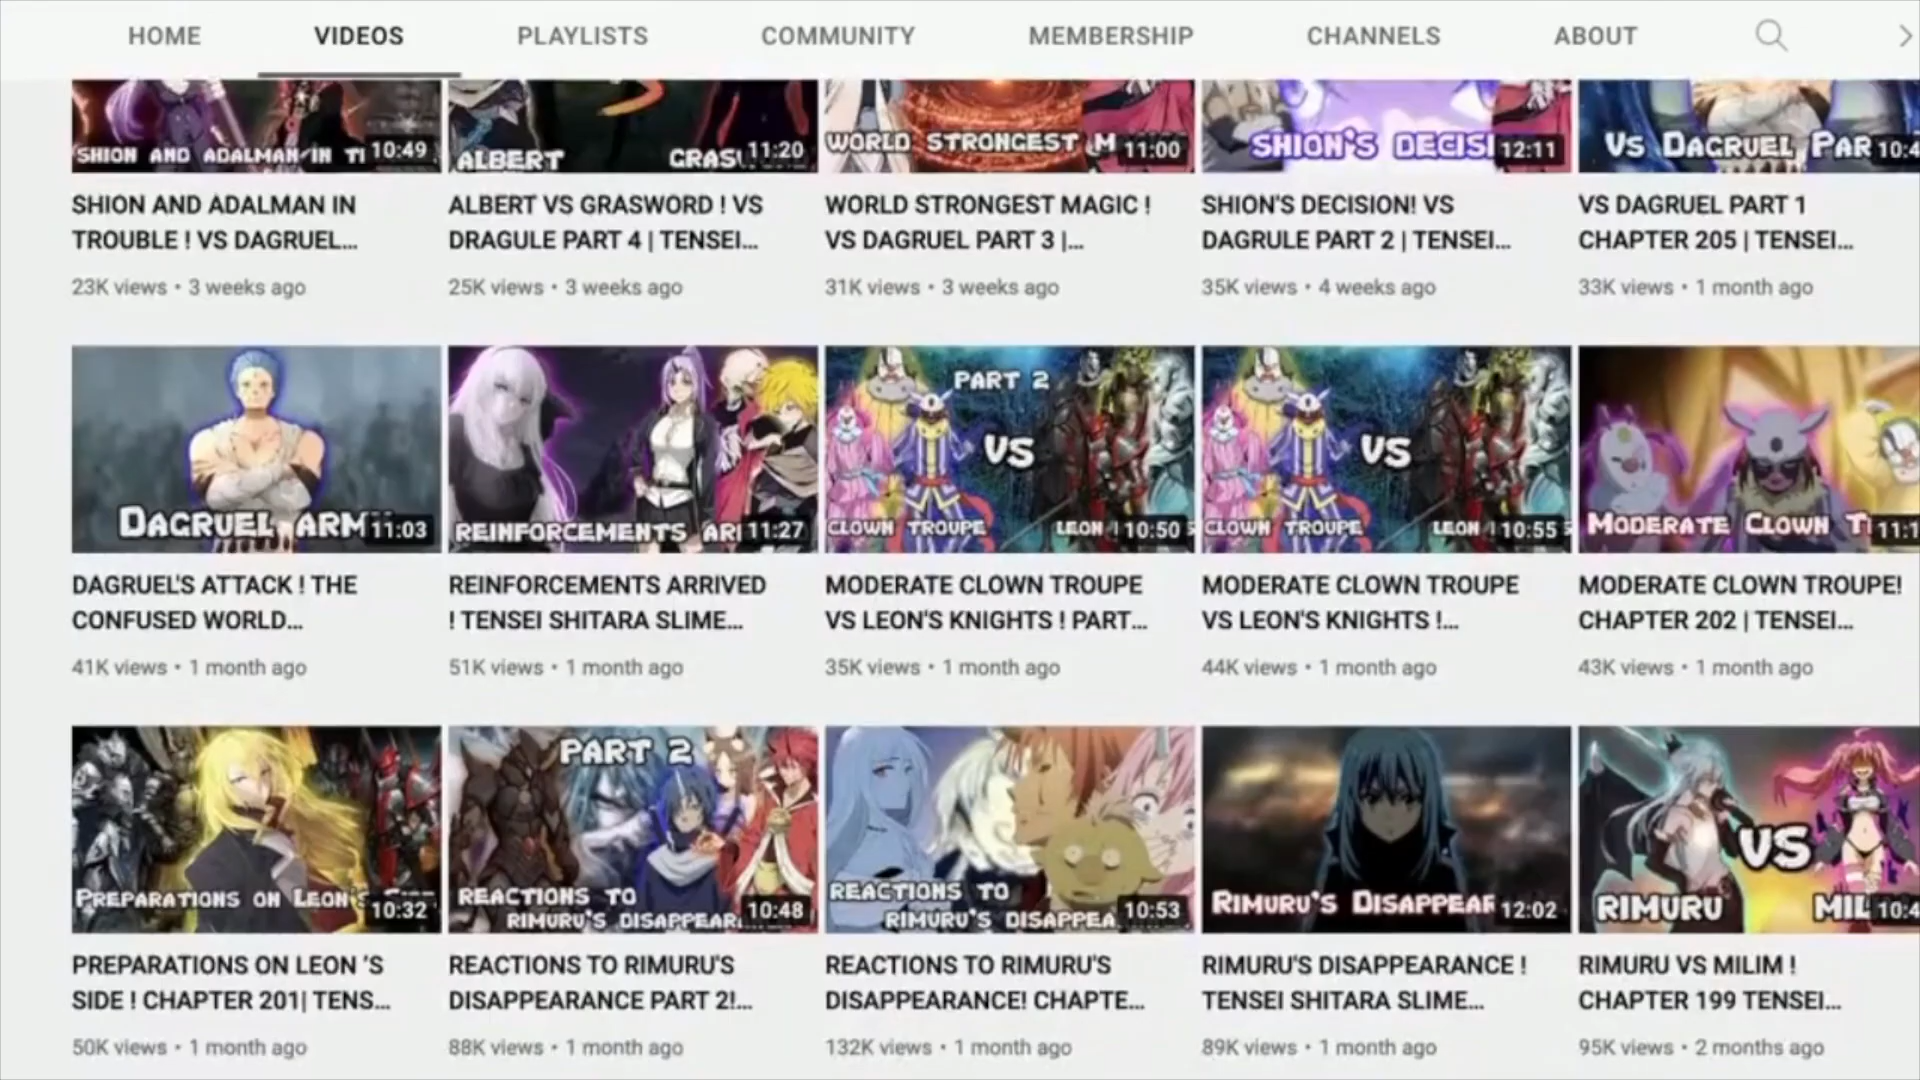 HOME VIDEOS PLAYLISTS COMMUNITY MEMBERSHIP CHANNELS ABOUT
SHION AND ADALMAN IN 10:49
ALBERT 11:20
WORLD STRONGEST M 11:00
SHION'S 12:11
VS DAGRUEL PAR
SHION AND ADALMAN IN
TROUBLE ! VS DAGRUEL...
23K views • 3 weeks ago
ALBERT VS GRASWORD ! VS
DRAGULE PART 4 | TENSEI...
25K views • 3 weeks ago
WORLD STRONGEST MAGIC !
VS DAGRUEL PART 3 |...
31K views • 3 weeks ago
SHION'S DECISION! VS
DAGRULE PART 2 | TENSEI...
35K views • 4 weeks ago
VS DAGRUEL PART 1
CHAPTER 205 | TENSEI...
33K views • 1 month ago
DAGRUEL ARM 11:03
REINFORCEMENTS ARI 11:27
PART 2
VS
CLOWN TROUPE LEON 10:50
VS
CLOWN TROUPE LEON 10:55
MODERATE CLOWN T
DAGRUEL'S ATTACK ! THE
CONFUSED WORLD...
41K views • 1 month ago
REINFORCEMENTS ARRIVED
! TENSEI SHITARA SLIME...
51K views • 1 month ago
MODERATE CLOWN TROUPE
VS LEON'S KNIGHTS ! PART...
35K views • 1 month ago
MODERATE CLOWN TROUPE
VS LEON'S KNIGHTS !...
44K views • 1 month ago
MODERATE CLOWN TROUPE!
CHAPTER 202 | TENSEI...
43K views • 1 month ago
PREPARATIONS ON LEON'S 10:32
PART 2
REACTIONS TO
RIMURU'S DISAPPEAR 10:48
REACTIONS TO
RIMURU'S DISAPPEA 10:53
RIMURU'S DISAPPEAR 12:02
VS
RIMURU MIL
PREPARATIONS ON LEON 'S
SIDE ! CHAPTER 201| TENS...
50K views • 1 month ago
REACTIONS TO RIMURU'S
DISAPPEARANCE PART 2!...
88K views • 1 month ago
REACTIONS TO RIMURU'S
DISAPPEARANCE! CHAPTE...
132K views • 1 month ago
RIMURU'S DISAPPEARANCE !
TENSEI SHITARA SLIME...
89K views • 1 month ago
RIMURU VS MILIM !
CHAPTER 199 TENSEI...
95K views • 2 months ago